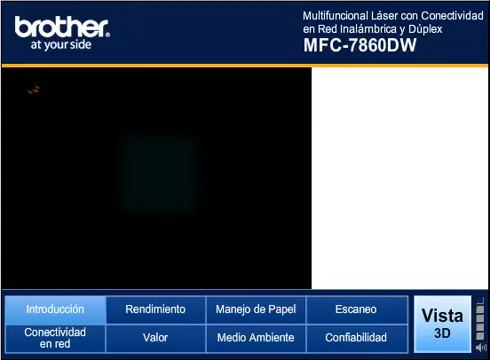 brother
at your side
Multifuncional Láser con Conectividad
en Red Inalámbrica y Dúplex
MFC-7860DW
Introducción
Rendimiento
Manejo de Papel
Escaneo
Vista
3D
Conectividad
en red
Valor
Medio Ambiente
Confiabilidad